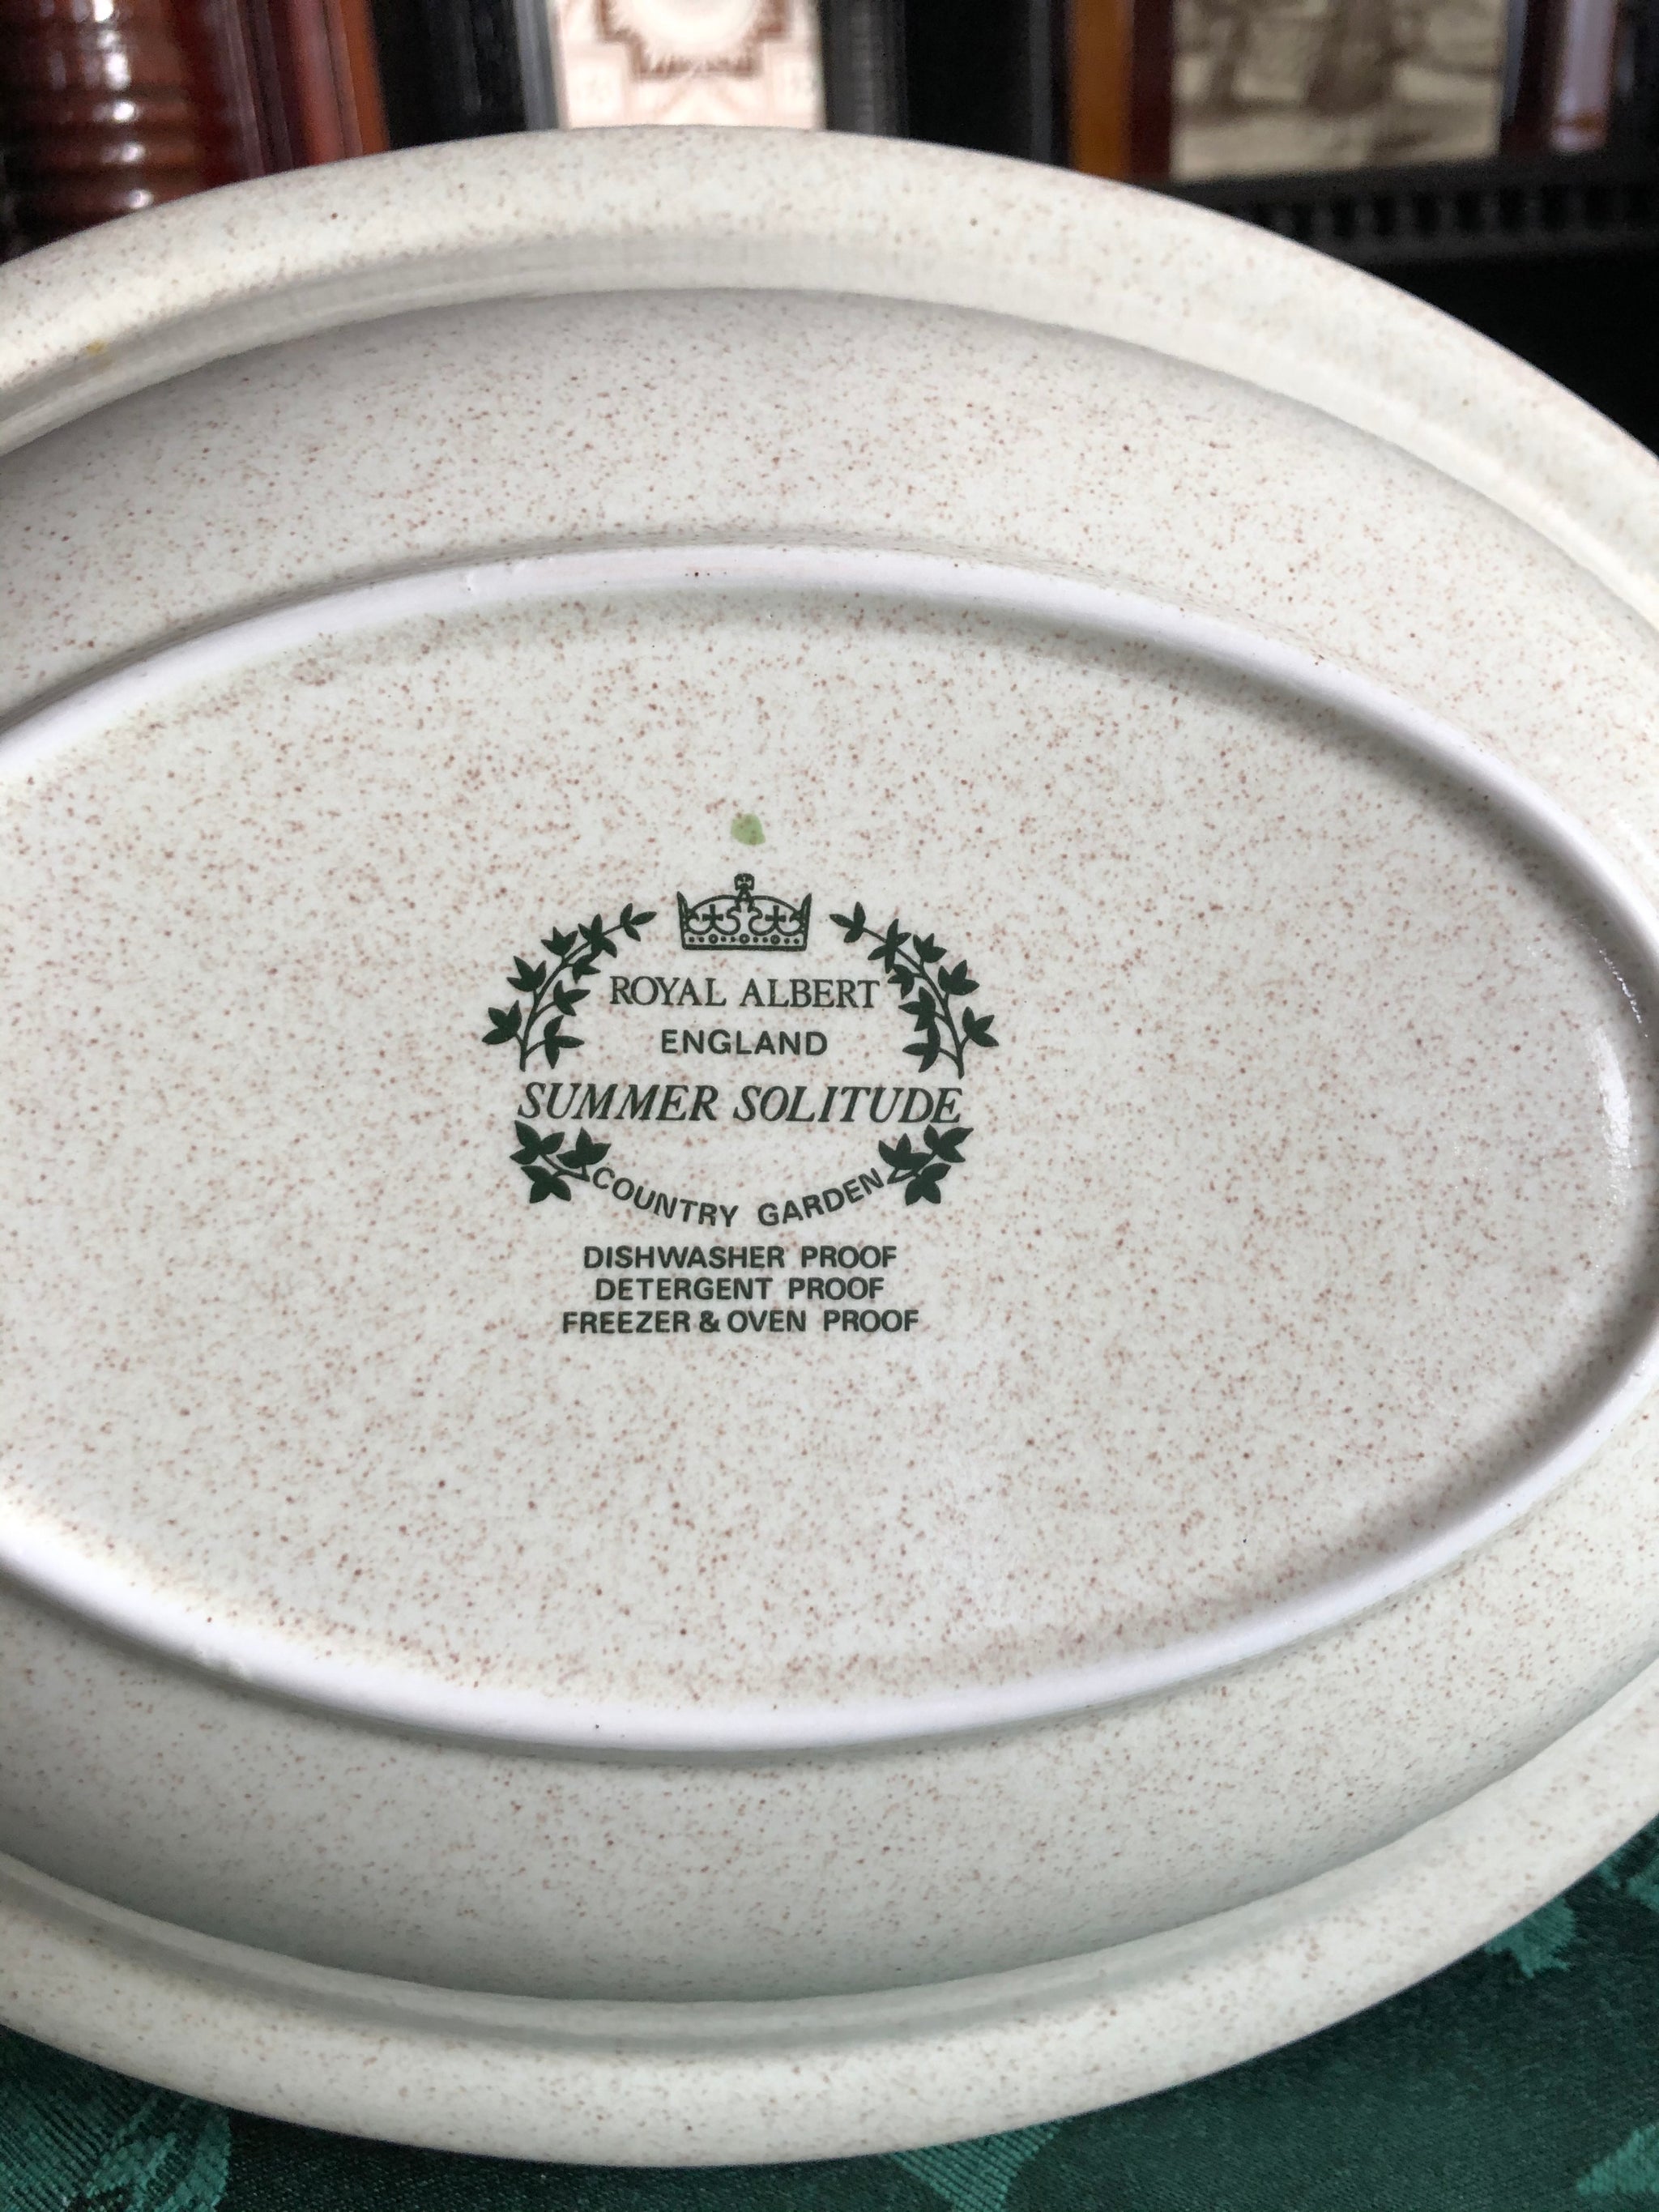 ROYAL ALBERT
ENGLAND
SUMMER SOLITUDE
COUNTRY GARDEN
DISHWASHER PROOF
DETERGENT PROOF
FREEZER & OVEN PROOF